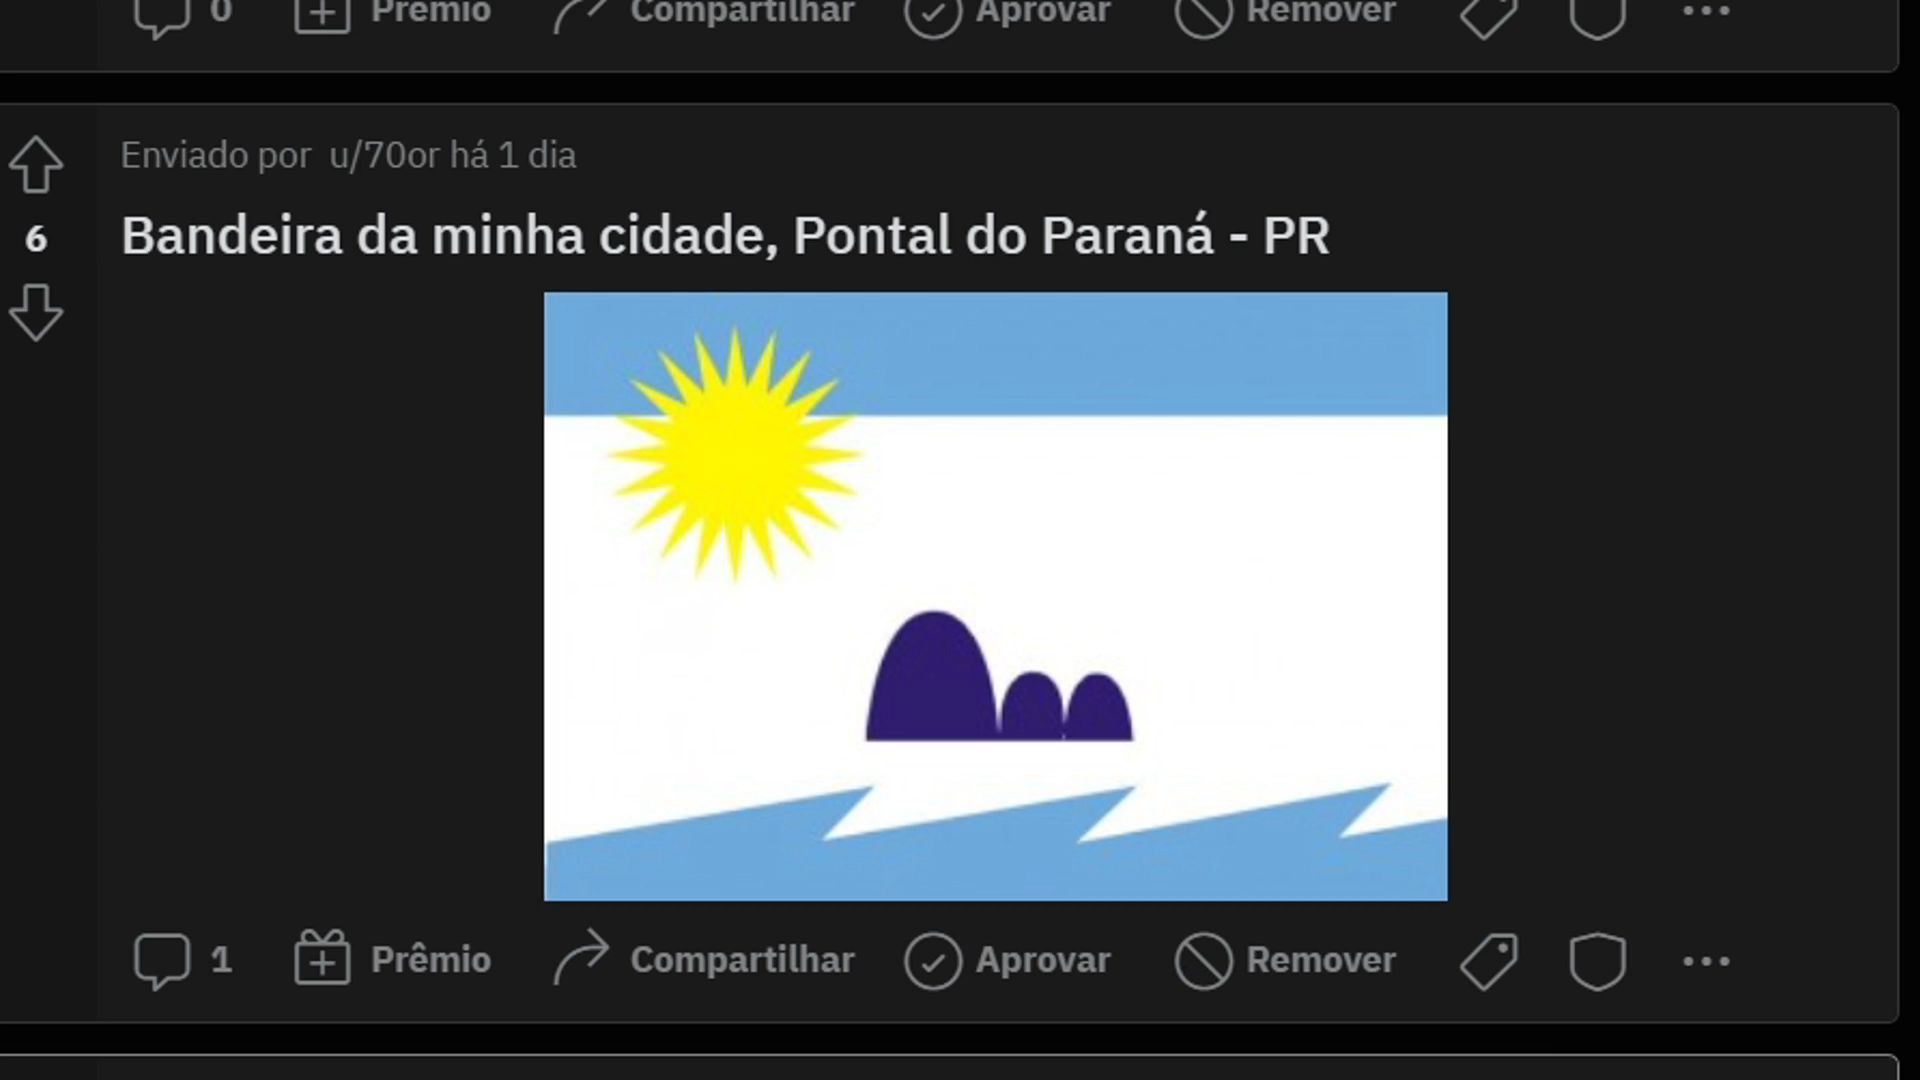 0 Prêmio Compartilhar Aprovar Remover
Enviado por u/70or há 1 dia
6
Bandeira da minha cidade, Pontal do Paraná - PR
1 Prêmio Compartilhar Aprovar Remover